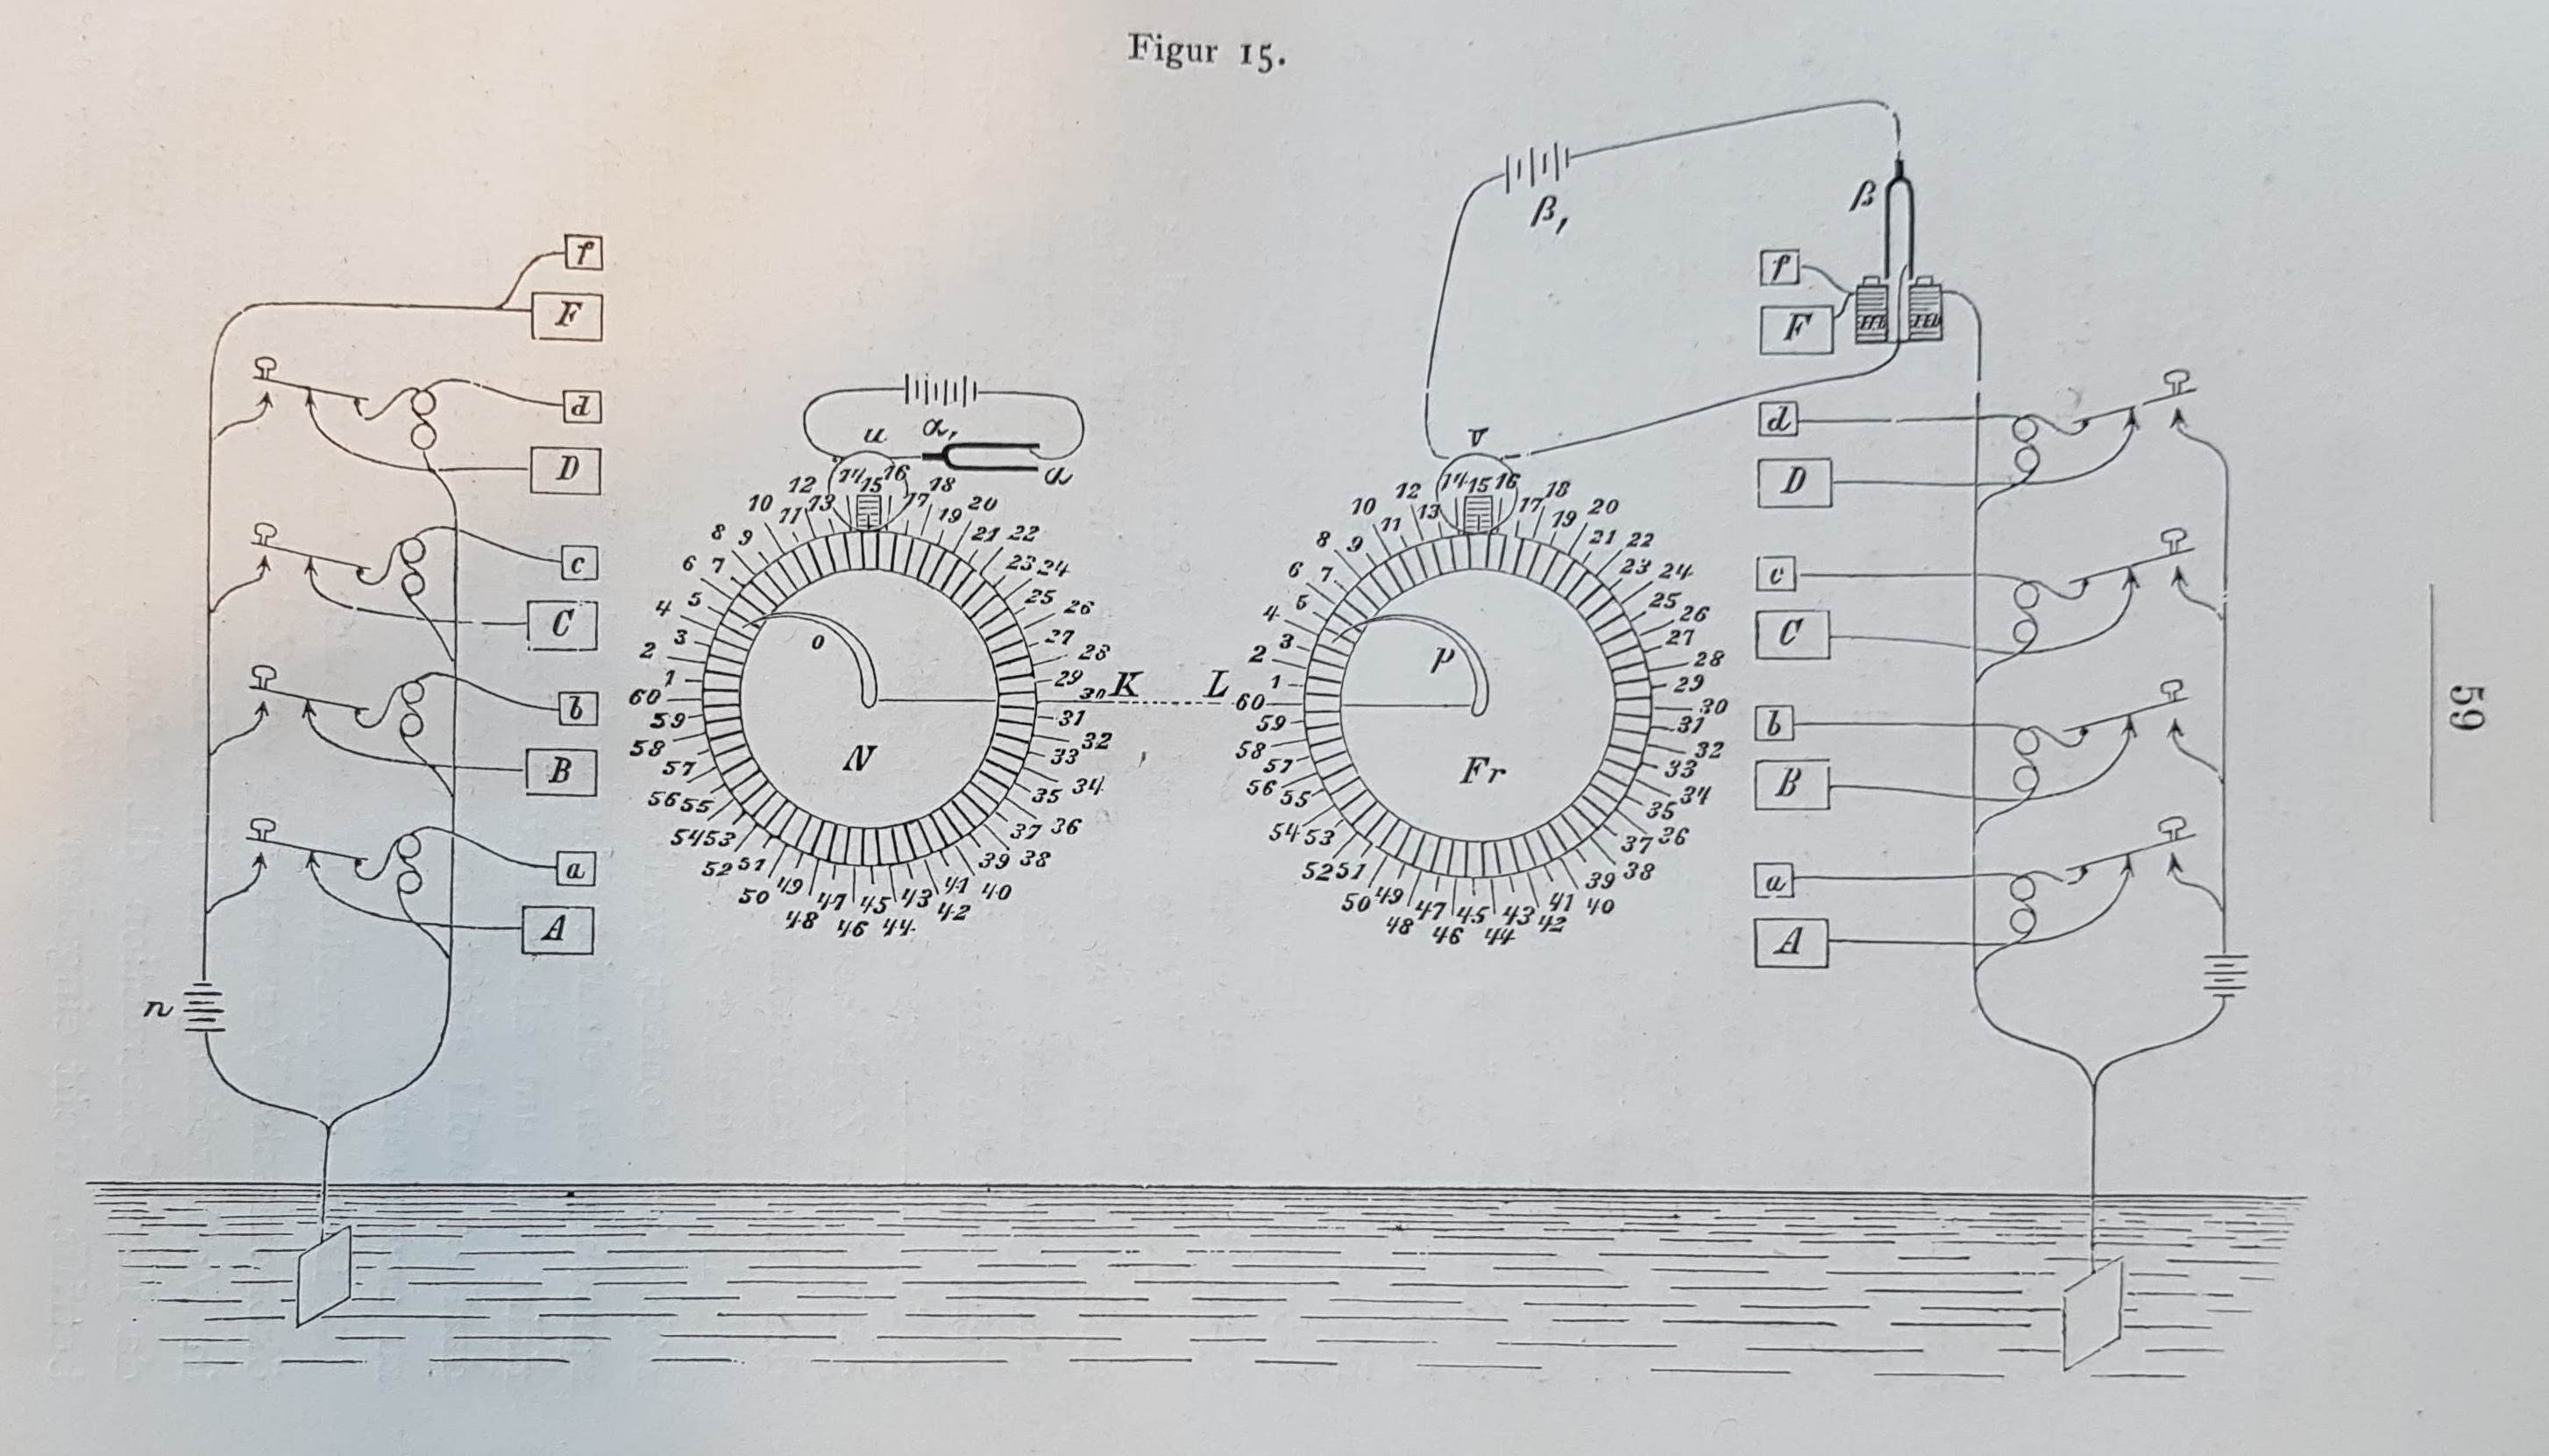 Figur 15.
β
β,
f
F
d
D
c
C
b
B
a
A
n
α,
α
u
12 14 15 16 18
10 11 13 17 19 20
8 9 21 22
6 7 23 24
4 5 25 26
2 3 27 28
1 29
60 30 K
59 31
58 32
57 33
56 55 35 34
54 53 37 36
52 51 39 38
50 49 47 45 43 41 40
48 46 44 42
o
N
v
12 14 15 16 18
10 11 13 17 19 20
8 9 21 22
6 7 23 24
4 5 25 26
2 3 27 28
1 29
L 60 30
59 31
58 32
57 33
56 55 35 34
54 53 37 36
52 51 39 38
50 49 47 45 43 41 40
48 46 44 42
p
Fr
f
F
d
D
c
C
b
B
a
A
59